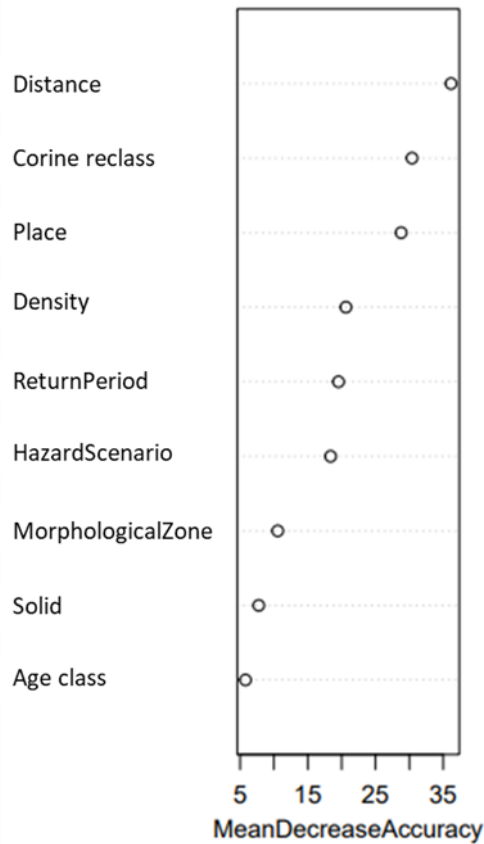 Distance
Corine reclass
Place
Density
ReturnPeriod
HazardScenario
MorphologicalZone
Solid
Age class
5 15 25 35
MeanDecreaseAccuracy